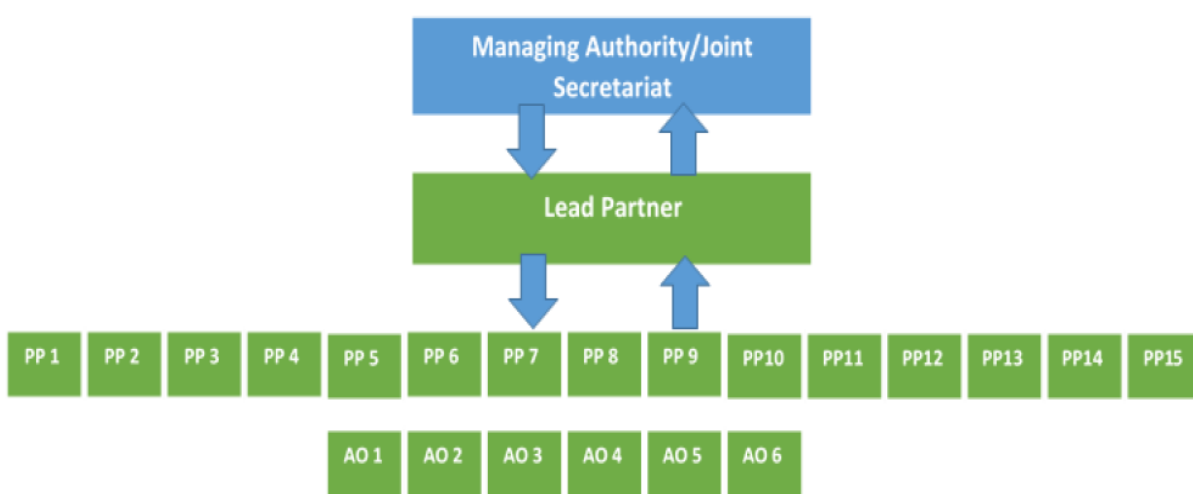 Managing Authority/Joint
Secretariat
Lead Partner
PP 1 PP 2 PP 3 PP 4 PP 5 PP 6 PP 7 PP 8 PP 9 PP10 PP11 PP12 PP13 PP14 PP15
AO 1 AO 2 AO 3 AO 4 AO 5 AO 6